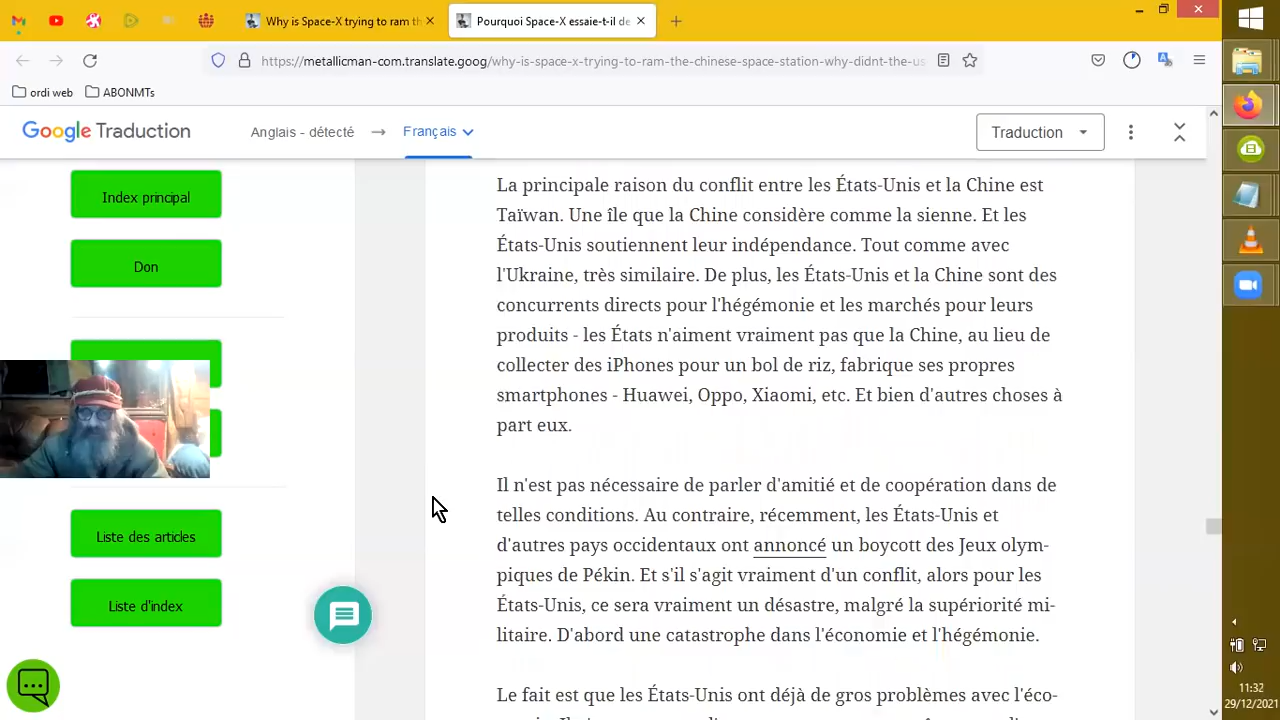 Why is Space-X trying to ram th
Pourquoi Space-X essaie-t-il de
https://metallicman-com.translate.goog/why-is-space-x-trying-to-ram-the-chinese-space-station-why-didnt-the-us
ordi web
ABONMTs
Google Traduction
Anglais - détecté
Français
Traduction
Index principal
Don
Liste des articles
Liste d'index
La principale raison du conflit entre les États-Unis et la Chine est
Taïwan. Une île que la Chine considère comme la sienne. Et les
États-Unis soutiennent leur indépendance. Tout comme avec
l'Ukraine, très similaire. De plus, les États-Unis et la Chine sont des
concurrents directs pour l'hégémonie et les marchés pour leurs
produits - les États n'aiment vraiment pas que la Chine, au lieu de
collecter des iPhones pour un bol de riz, fabrique ses propres
smartphones - Huawei, Oppo, Xiaomi, etc. Et bien d'autres choses à
part eux.
Il n'est pas nécessaire de parler d'amitié et de coopération dans de
telles conditions. Au contraire, récemment, les États-Unis et
d'autres pays occidentaux ont annoncé un boycott des Jeux olym-
piques de Pékin. Et s'il s'agit vraiment d'un conflit, alors pour les
États-Unis, ce sera vraiment un désastre, malgré la supériorité mi-
litaire. D'abord une catastrophe dans l'économie et l'hégémonie.
Le fait est que les États-Unis ont déjà de gros problèmes avec l'éco-
11:32
29/12/2021